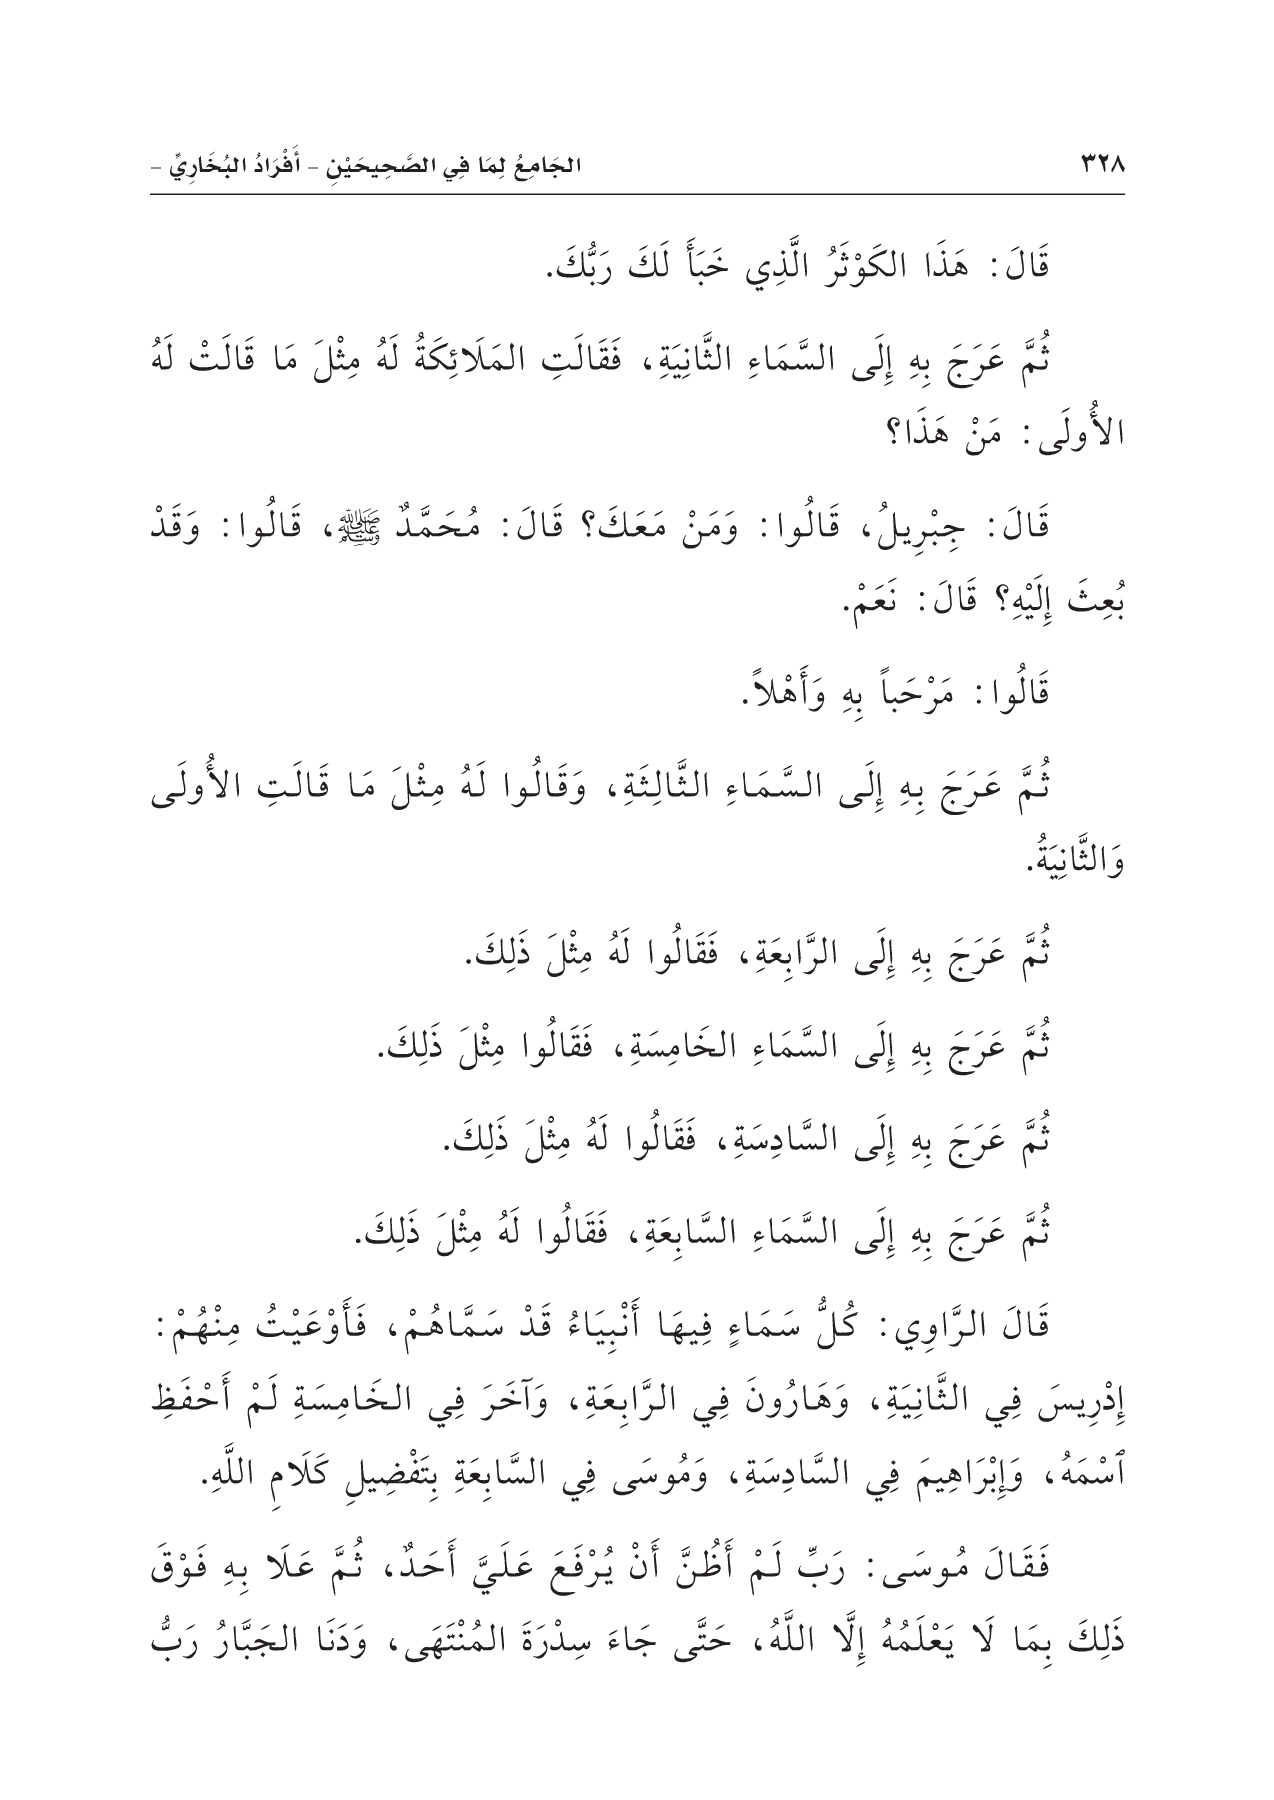 ٣٢٨
الجَامِعُ لِمَا فِي الصَّحِيحَيْنِ – أَفْرَادُ البُخَارِيِّ –
قَالَ: هَذَا الكَوْثَرُ الَّذِي خَبَأَ لَكَ رَبُّكَ.
ثُمَّ عَرَجَ بِهِ إِلَى السَّمَاءِ الثَّانِيَةِ، فَقَالَتِ المَلَائِكَةُ لَهُ مِثْلَ مَا قَالَتْ لَهُ
الأُولَى: مَنْ هَذَا؟
قَالَ: جِبْرِيلُ، قَالُوا: وَمَنْ مَعَكَ؟ قَالَ: مُحَمَّدٌ ﷺ، قَالُوا: وَقَدْ
بُعِثَ إِلَيْهِ؟ قَالَ: نَعَمْ.
قَالُوا: مَرْحَباً بِهِ وَأَهْلاً.
ثُمَّ عَرَجَ بِهِ إِلَى السَّمَاءِ الثَّالِثَةِ، وَقَالُوا لَهُ مِثْلَ مَا قَالَتِ الأُولَى
وَالثَّانِيَةُ.
ثُمَّ عَرَجَ بِهِ إِلَى الرَّابِعَةِ، فَقَالُوا لَهُ مِثْلَ ذَلِكَ.
ثُمَّ عَرَجَ بِهِ إِلَى السَّمَاءِ الخَامِسَةِ، فَقَالُوا مِثْلَ ذَلِكَ.
ثُمَّ عَرَجَ بِهِ إِلَى السَّادِسَةِ، فَقَالُوا لَهُ مِثْلَ ذَلِكَ.
ثُمَّ عَرَجَ بِهِ إِلَى السَّمَاءِ السَّابِعَةِ، فَقَالُوا لَهُ مِثْلَ ذَلِكَ.
قَالَ الرَّاوِي: كُلُّ سَمَاءٍ فِيهَا أَنْبِيَاءُ قَدْ سَمَّاهُمْ، فَأَوْعَيْتُ مِنْهُمْ:
إِدْرِيسَ فِي الثَّانِيَةِ، وَهَارُونَ فِي الرَّابِعَةِ، وَآخَرَ فِي الخَامِسَةِ لَمْ أَحْفَظِ
ٱسْمَهُ، وَإِبْرَاهِيمَ فِي السَّادِسَةِ، وَمُوسَى فِي السَّابِعَةِ بِتَفْضِيلِ كَلَامِ اللَّهِ.
فَقَالَ مُوسَى: رَبِّ لَمْ أَظُنَّ أَنْ يُرْفَعَ عَلَيَّ أَحَدٌ، ثُمَّ عَلَا بِهِ فَوْقَ
ذَلِكَ بِمَا لَا يَعْلَمُهُ إِلَّا اللَّهُ، حَتَّى جَاءَ سِدْرَةَ المُنْتَهَى، وَدَنَا الجَبَّارُ رَبُّ